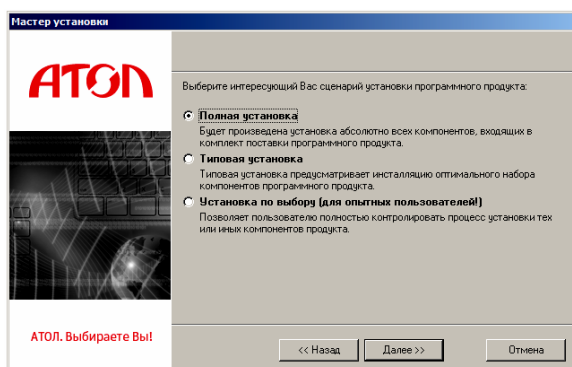 Мастер установки
АТОЛ
Выберите интересующий Вас сценарий установки программного продукта:
Полная установка
Будет произведена установка абсолютно всех компонентов, входящих в
комплект поставки программного продукта.
Типовая установка
Типовая установка предусматривает инсталляцию оптимального набора
компонентов программного продукта.
Установка по выбору (для опытных пользователей!)
Позволяет пользователю полностью контролировать процесс установки тех
или иных компонентов продукта.
АТОЛ. Выбираете Вы!
<< Назад
Далее >>
Отмена